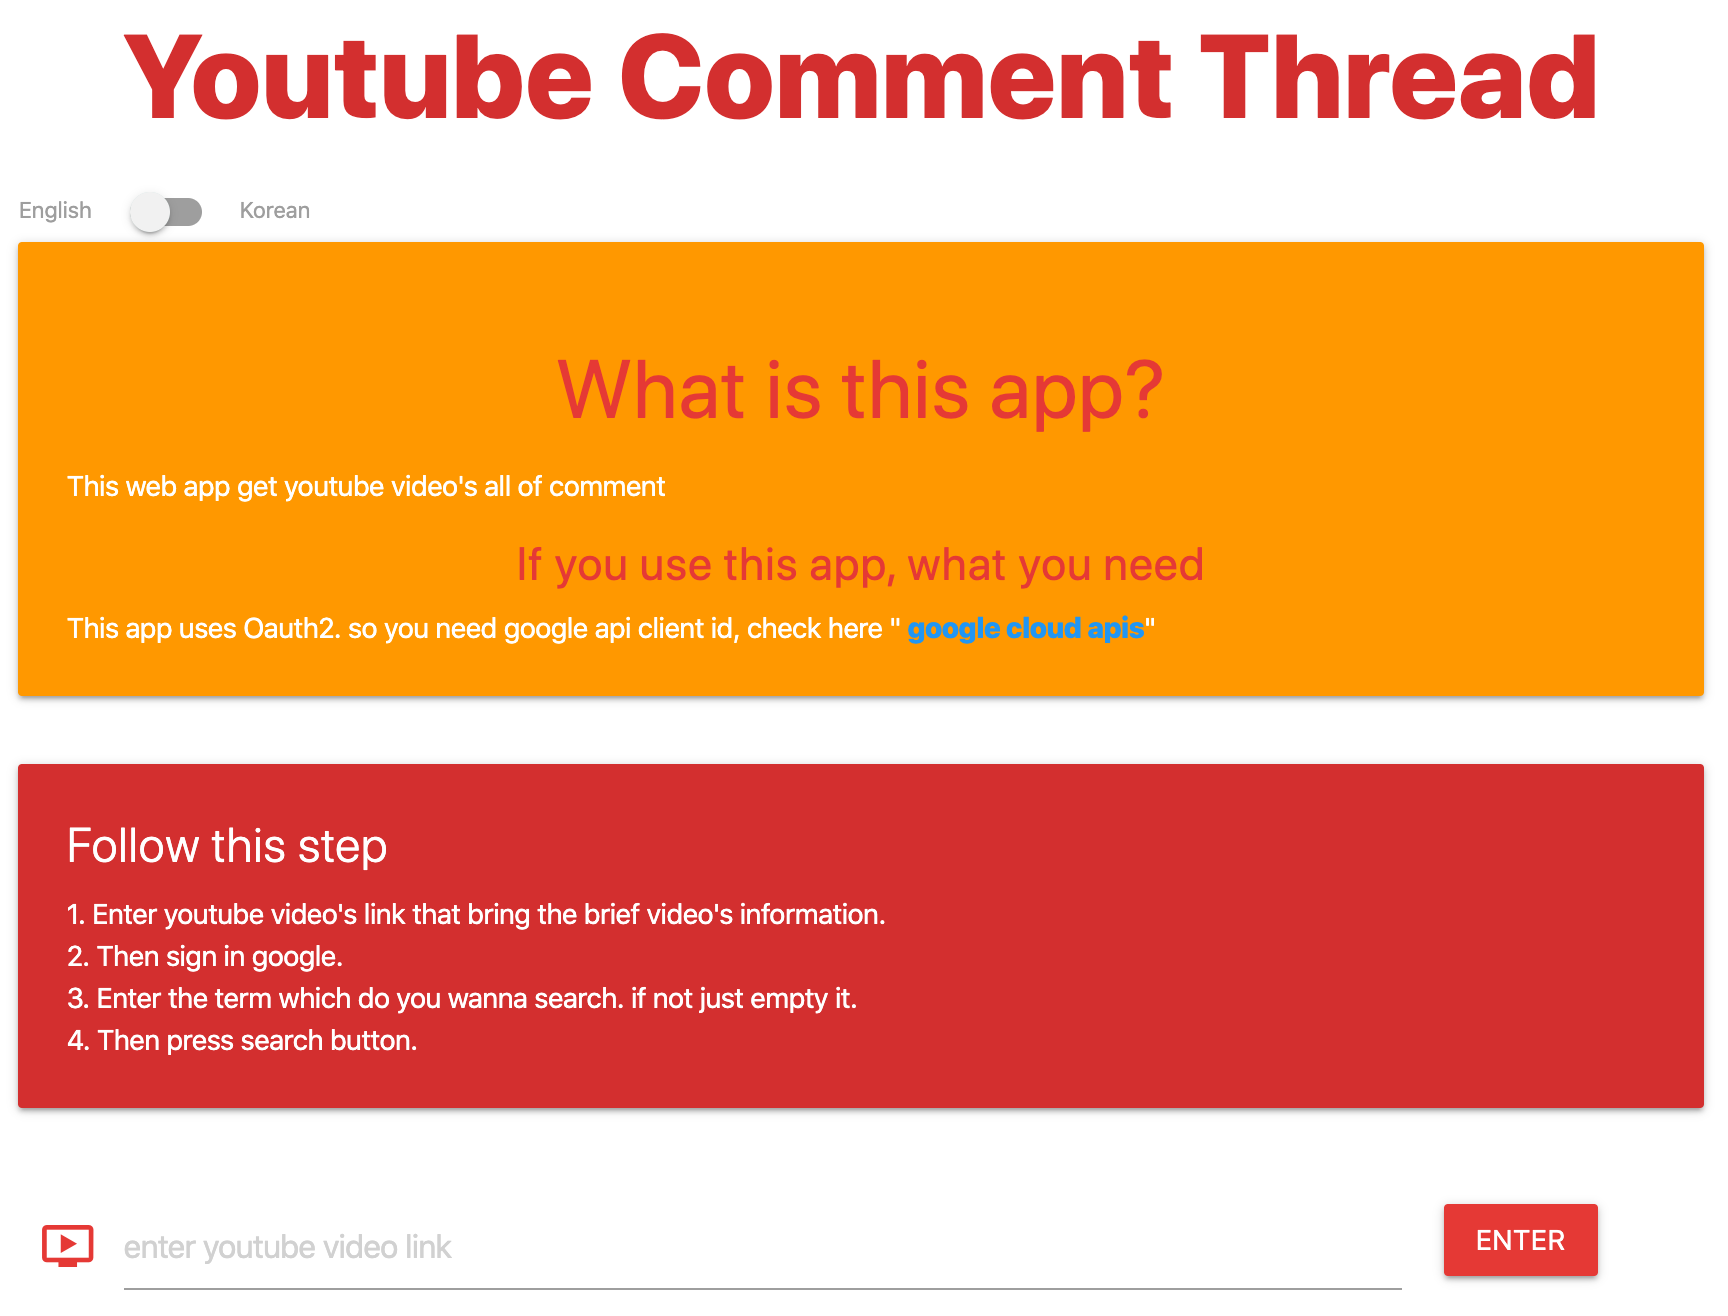 Youtube Comment Thread
English Korean
What is this app?
This web app get youtube video's all of comment
If you use this app, what you need
This app uses Oauth2. so you need google api client id, check here " google cloud apis"
Follow this step
1. Enter youtube video's link that bring the brief video's information.
2. Then sign in google.
3. Enter the term which do you wanna search. if not just empty it.
4. Then press search button.
enter youtube video link
ENTER